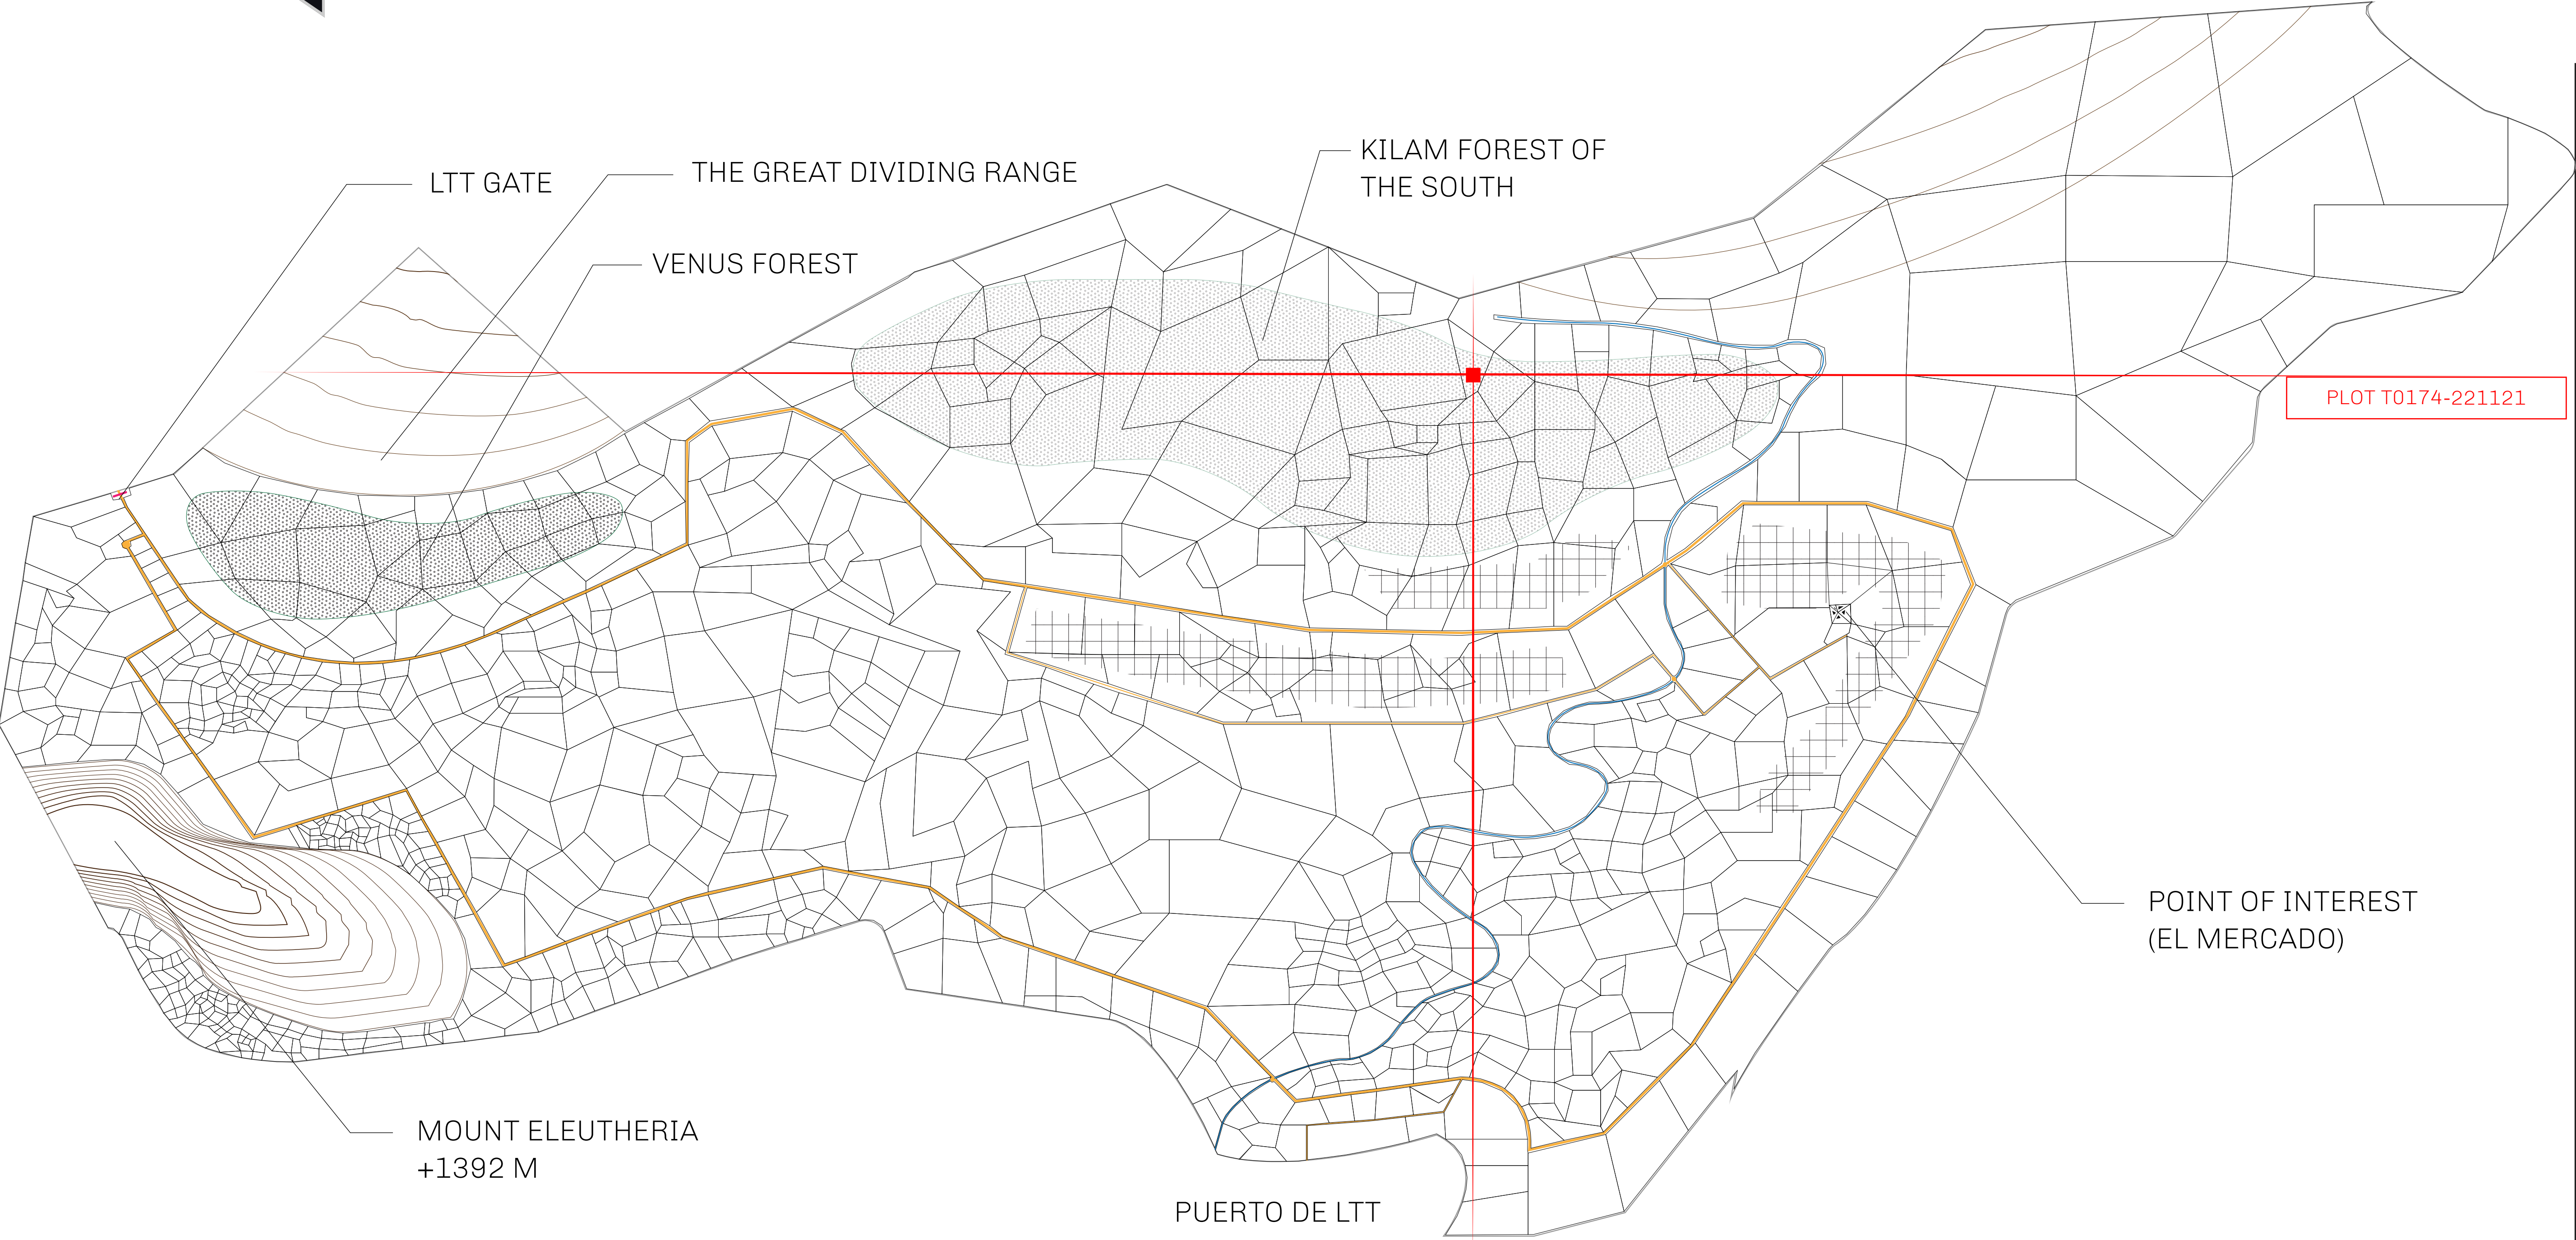 KILAM FOREST OF
THE SOUTH
THE GREAT DIVIDING RANGE
LTT GATE
VENUS FOREST
PLOT T0174-221121
POINT OF INTEREST
(EL MERCADO)
MOUNT ELEUTHERIA
+1392 M
PUERTO DE LTT